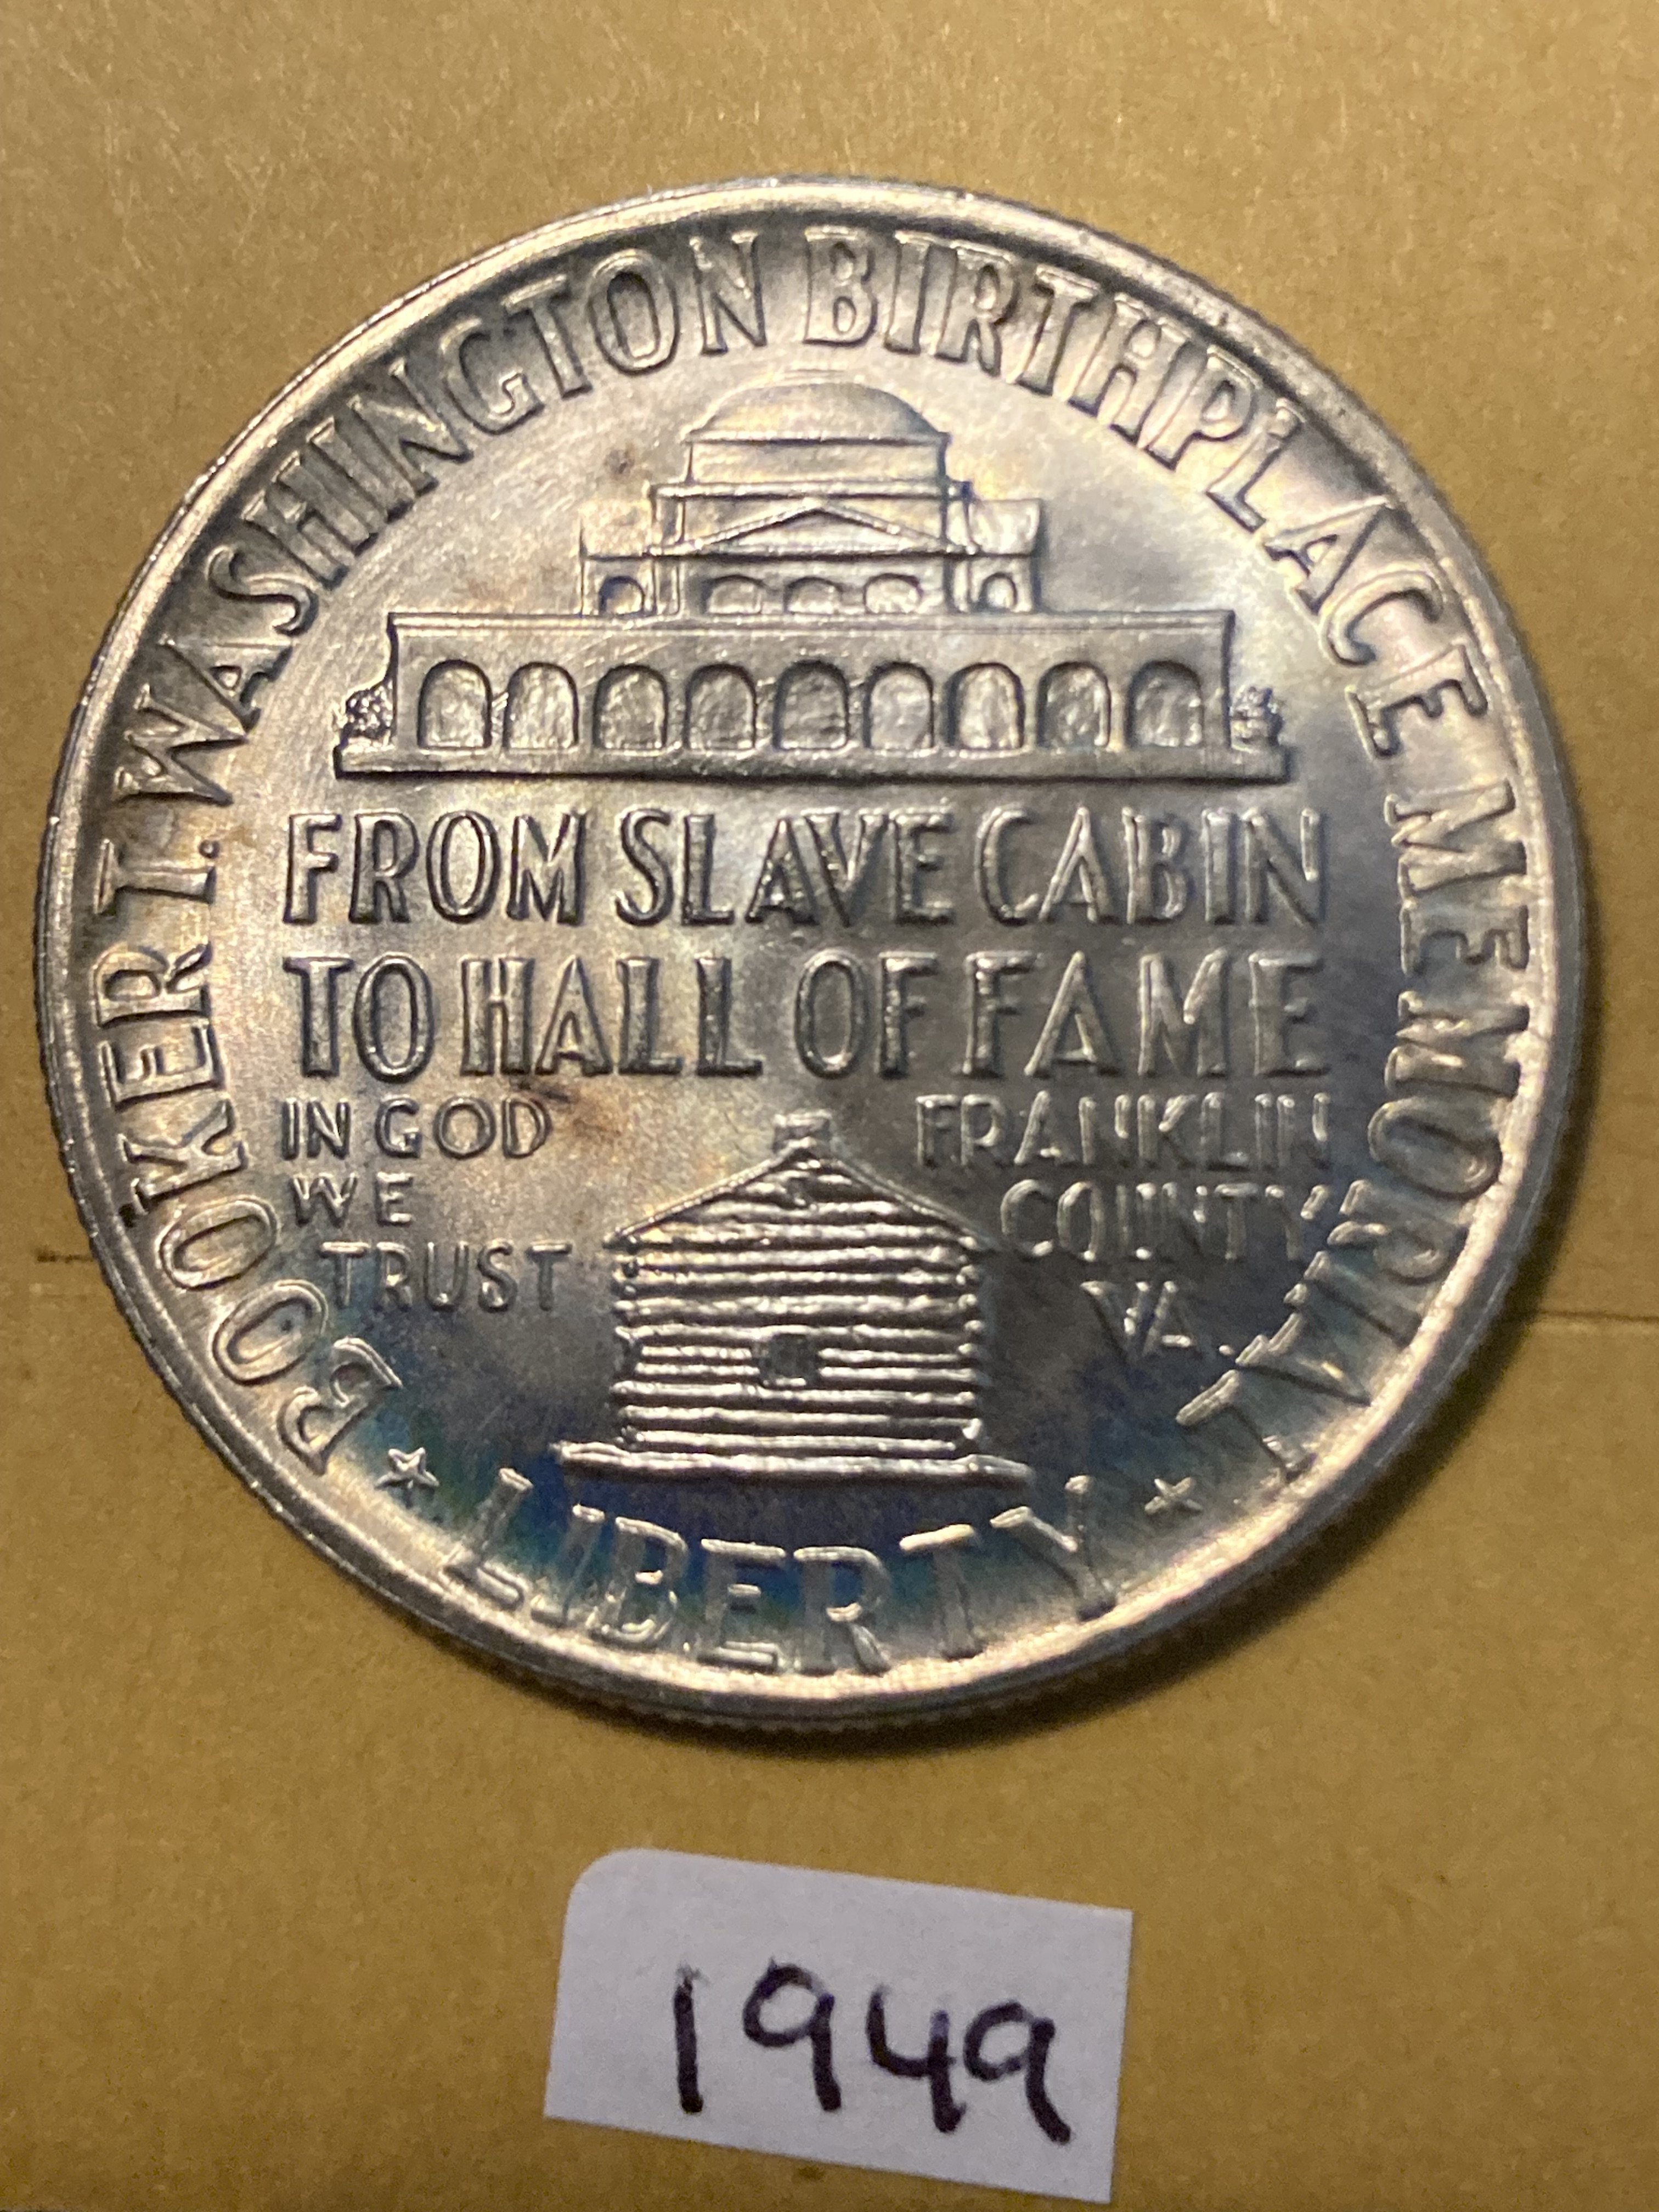 BOOKER T. WASHINGTON BIRTHPLACE MEMORIAL
FROM SLAVE CABIN
TO HALL OF FAME
IN GOD
WE
TRUST
FRANKLIN
COUNTY
VA.
LIBERTY
1949